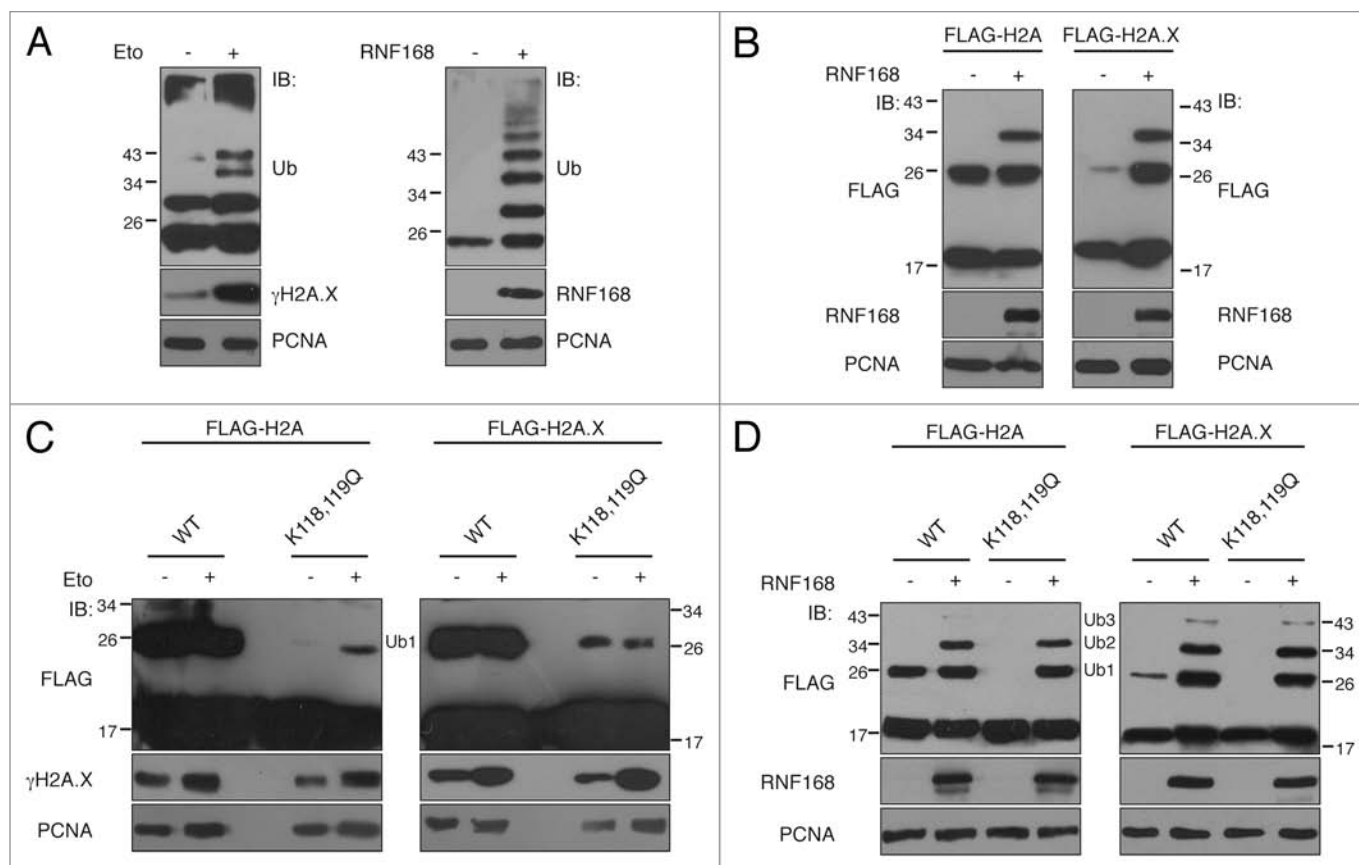 A
Eto - +
IB:
43
34
26
Ub
γH2A.X
PCNA
RNF168 - +
IB:
43
34
26
Ub
RNF168
PCNA
B
FLAG-H2A FLAG-H2A.X
RNF168 - + - +
IB: 43 43 IB:
34 34
26 26
FLAG FLAG
17 17
RNF168 RNF168
PCNA PCNA
C
FLAG-H2A FLAG-H2A.X
WT K118,119Q WT K118,119Q
Eto - + - + - + - +
IB: 34 34
26 Ub1 26
FLAG
17 17
γH2A.X
PCNA
D
FLAG-H2A FLAG-H2A.X
WT K118,119Q WT K118,119Q
RNF168 - + - + - + - +
IB: 43 Ub3 43
34 Ub2 34
FLAG 26 Ub1 26
17 17
RNF168
PCNA